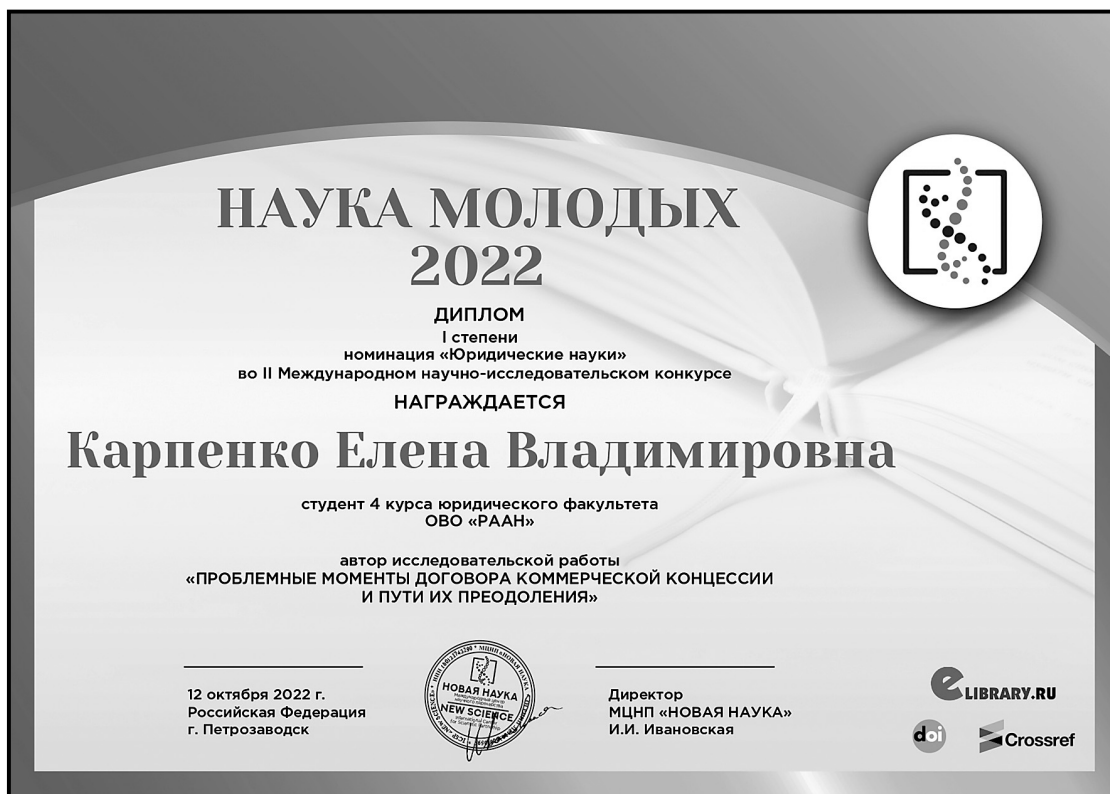 НАУКА МОЛОДЫХ
2022
ДИПЛОМ
I степени
номинация «Юридические науки»
во II Международном научно-исследовательском конкурсе
НАГРАЖДАЕТСЯ
Карпенко Елена Владимировна
студент 4 курса юридического факультета
ОВО «РААН»
автор исследовательской работы
«ПРОБЛЕМНЫЕ МОМЕНТЫ ДОГОВОРА КОММЕРЧЕСКОЙ КОНЦЕССИИ
И ПУТИ ИХ ПРЕОДОЛЕНИЯ»
12 октября 2022 г.
Российская Федерация
г. Петрозаводск
НОВАЯ НАУКА
NEW SCIENCE
Директор
МЦНП «НОВАЯ НАУКА»
И.И. Ивановская
eLIBRARY.RU
doi
Crossref